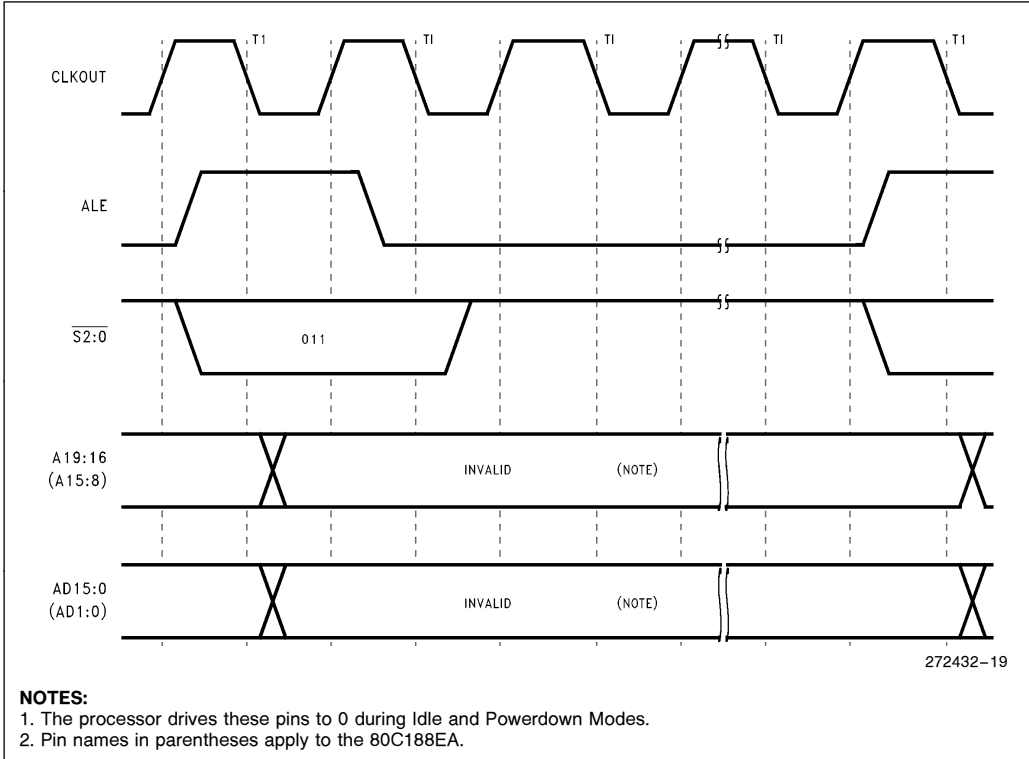 T1 TI TI TI T1
CLKOUT
ALE
S2:0
011
A19:16
(A15:8)
INVALID (NOTE)
AD15:0
(AD1:0)
INVALID (NOTE)
272432–19
NOTES:
1. The processor drives these pins to 0 during Idle and Powerdown Modes.
2. Pin names in parentheses apply to the 80C188EA.